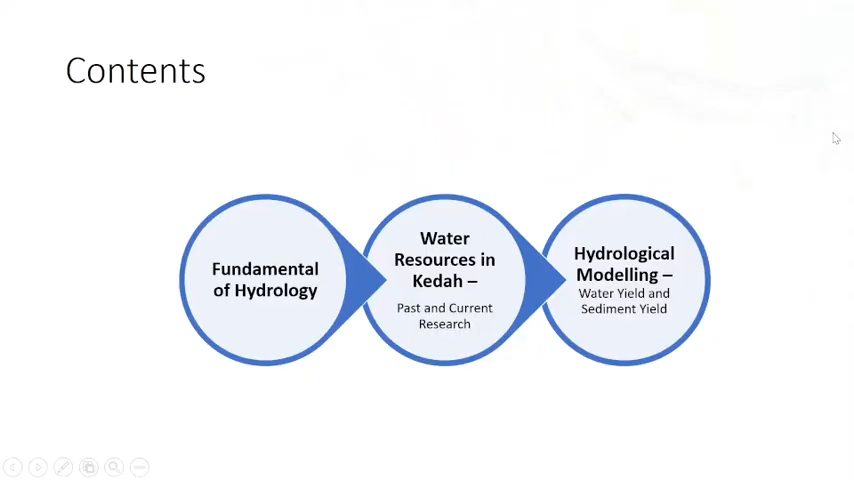 Contents
Fundamental
of Hydrology
Water
Resources in
Kedah –
Past and Current
Research
Hydrological
Modelling –
Water Yield and
Sediment Yield